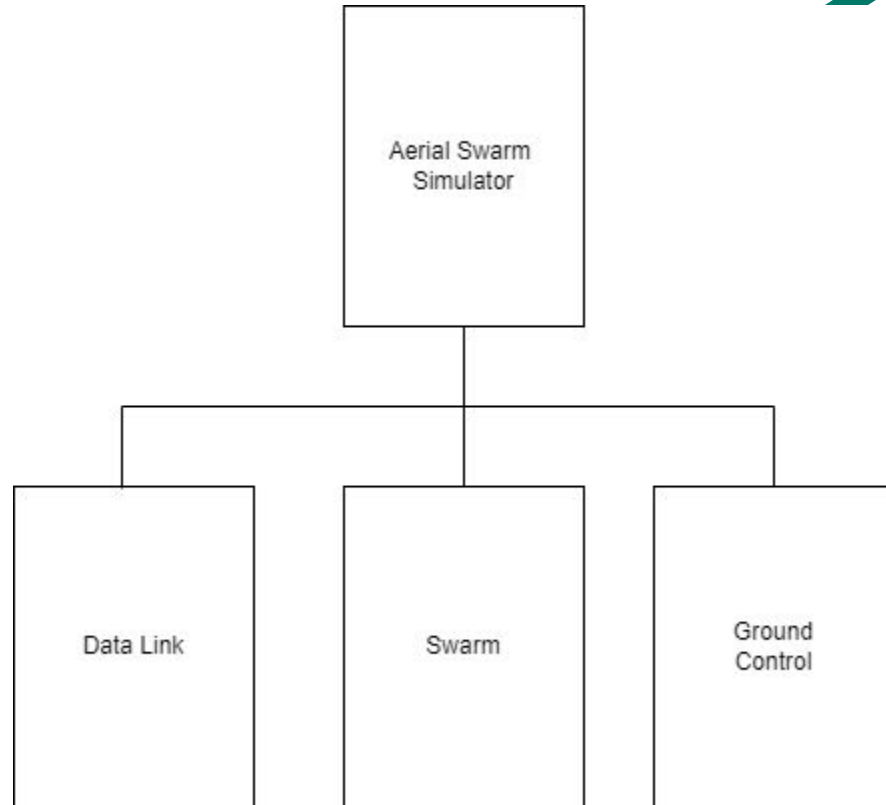 Aerial Swarm
Simulator
Data Link
Swarm
Ground
Control